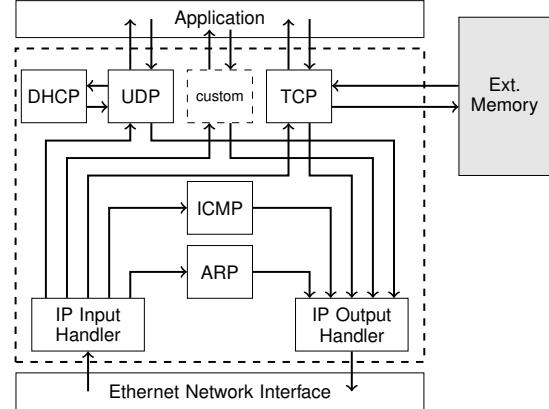 Application
DHCP
UDP
custom
TCP
Ext.
Memory
ICMP
ARP
IP Input
Handler
IP Output
Handler
Ethernet Network Interface